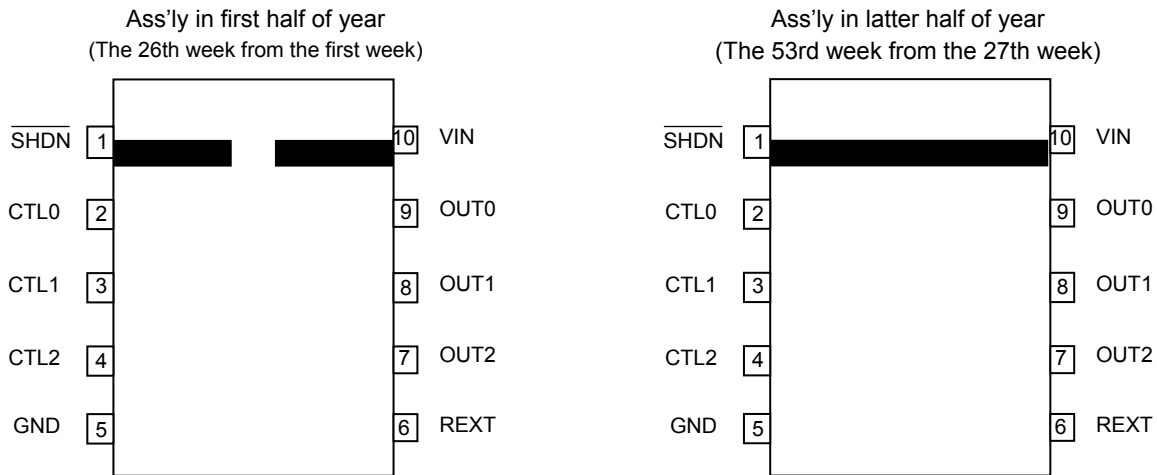 Ass'ly in first half of year
(The 26th week from the first week)
SHDN 1 10 VIN
CTL0 2 9 OUT0
CTL1 3 8 OUT1
CTL2 4 7 OUT2
GND 5 6 REXT
Ass'ly in latter half of year
(The 53rd week from the 27th week)
SHDN 1 10 VIN
CTL0 2 9 OUT0
CTL1 3 8 OUT1
CTL2 4 7 OUT2
GND 5 6 REXT